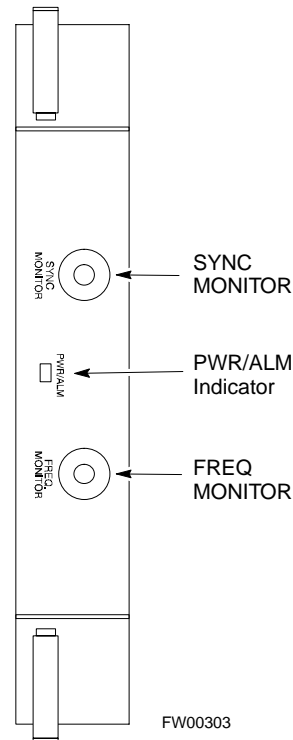 SYNC
MONITOR
SYNC
MONITOR
PWR/ALM
PWR/ALM
Indicator
FREQ.
MONITOR
FREQ
MONITOR
FW00303